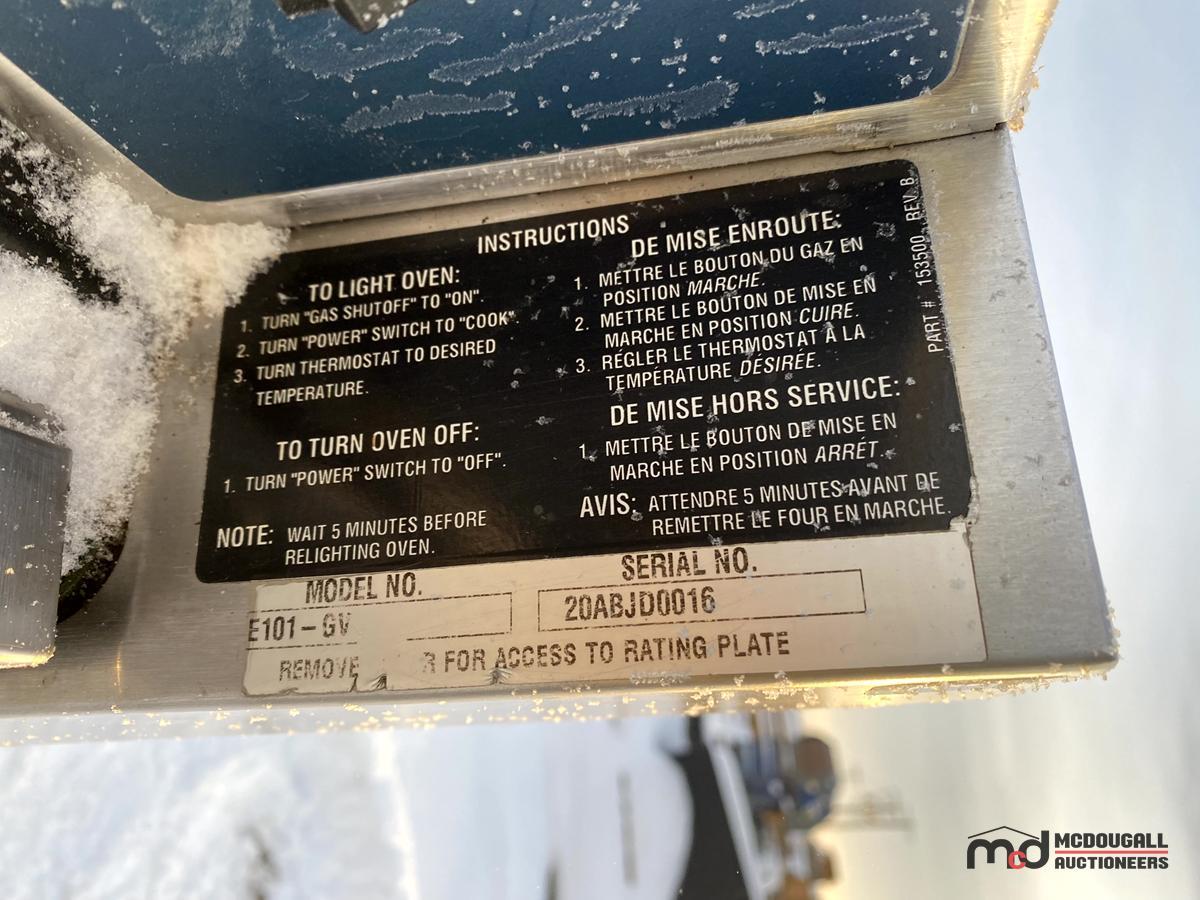 INSTRUCTIONS
TO LIGHT OVEN:
1. TURN "GAS SHUTOFF" TO "ON".
2. TURN "POWER" SWITCH TO "COOK".
3. TURN THERMOSTAT TO DESIRED
TEMPERATURE.
TO TURN OVEN OFF:
1. TURN "POWER" SWITCH TO "OFF".
NOTE: WAIT 5 MINUTES BEFORE
RELIGHTING OVEN.
DE MISE ENROUTE:
1. METTRE LE BOUTON DU GAZ EN
POSITION MARCHE.
2. METTRE LE BOUTON DE MISE EN
MARCHE EN POSITION CUIRE.
3. RÉGLER LE THERMOSTAT À LA
TEMPÉRATURE DÉSIRÉE.
DE MISE HORS SERVICE:
1. METTRE LE BOUTON DE MISE EN
MARCHE EN POSITION ARRÉT.
AVIS: ATTENDRE 5 MINUTES AVANT DE
REMETTRE LE FOUR EN MARCHE.
PART # 153500 REV B
MODEL NO.
E101-GV
SERIAL NO.
20ABJD0016
REMOVE R FOR ACCESS TO RATING PLATE
mcd
MCDOUGALL
AUCTIONEERS